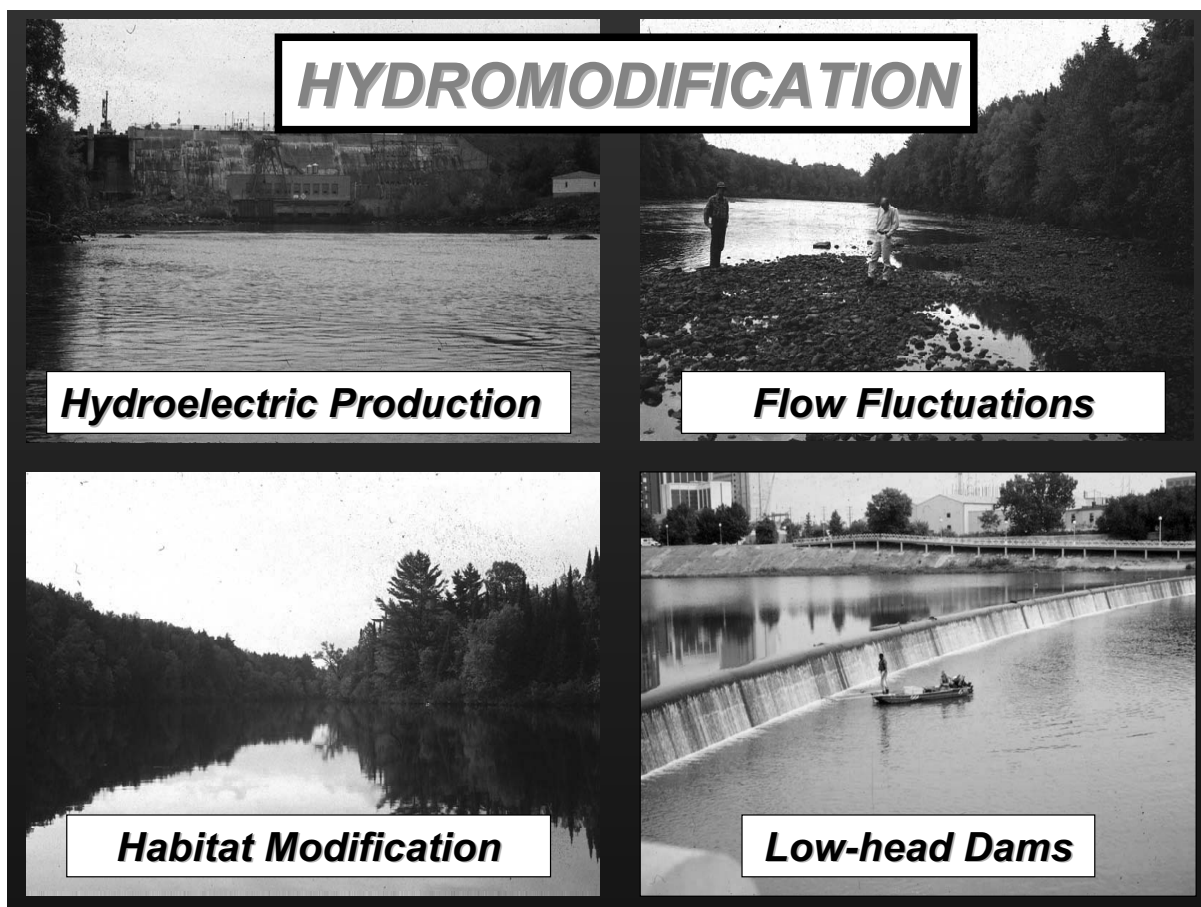 HYDROMODIFICATION
Hydroelectric Production
Flow Fluctuations
Habitat Modification
Low-head Dams